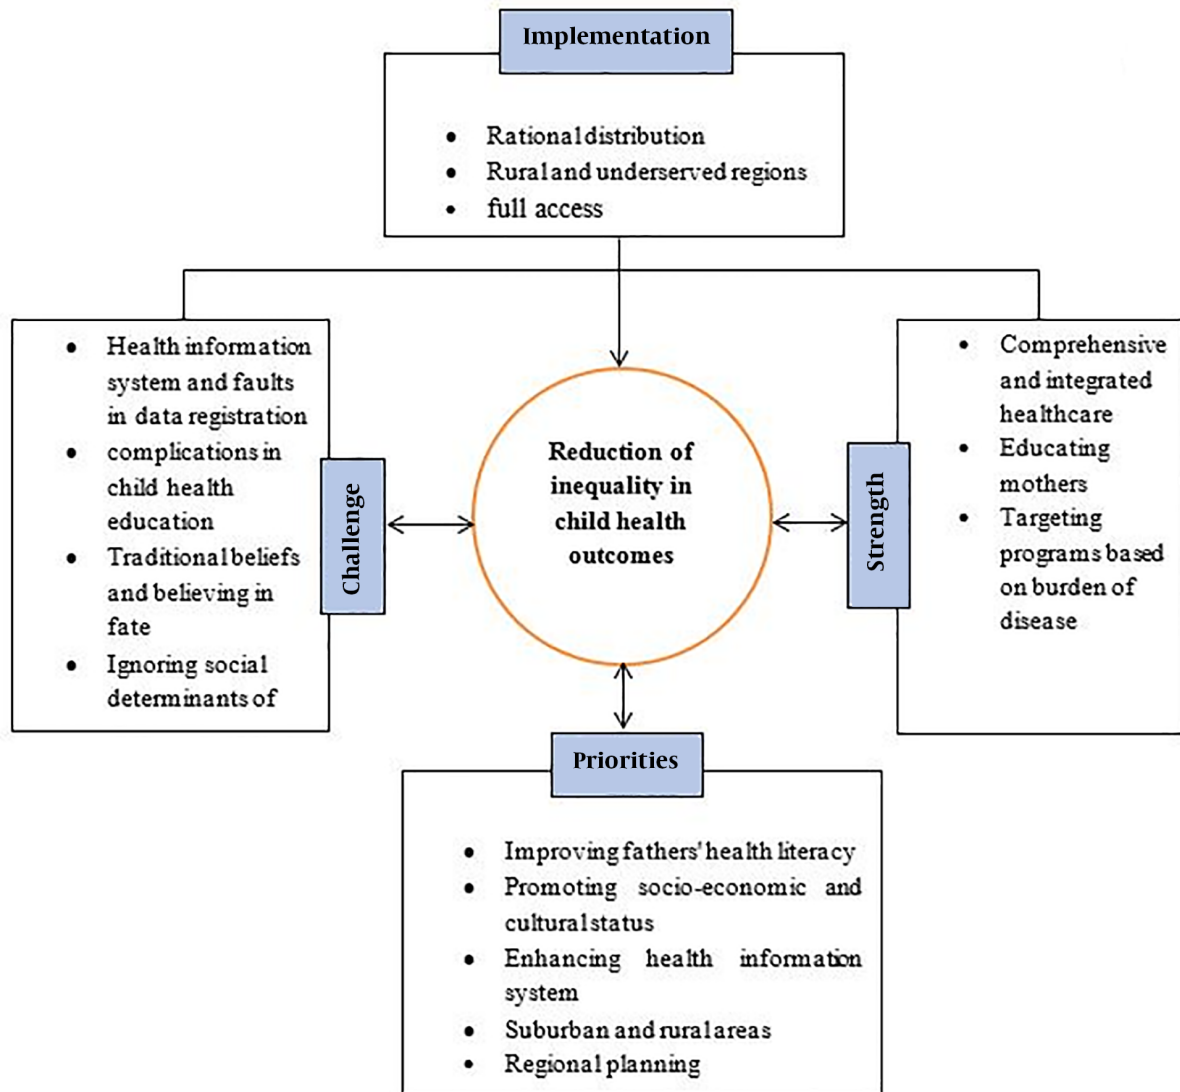 Implementation
• Rational distribution
• Rural and underserved regions
• full access
• Health information
system and faults
in data registration
• complications in
child health
education
• Traditional beliefs
and believing in
fate
• Ignoring social
determinants of
Challenge
Reduction of
inequality in
child health
outcomes
Strength
• Comprehensive
and integrated
healthcare
• Educating
mothers
• Targeting
programs based
on burden of
disease
Priorities
• Improving fathers' health literacy
• Promoting socio-economic and
cultural status
• Enhancing health information
system
• Suburban and rural areas
• Regional planning